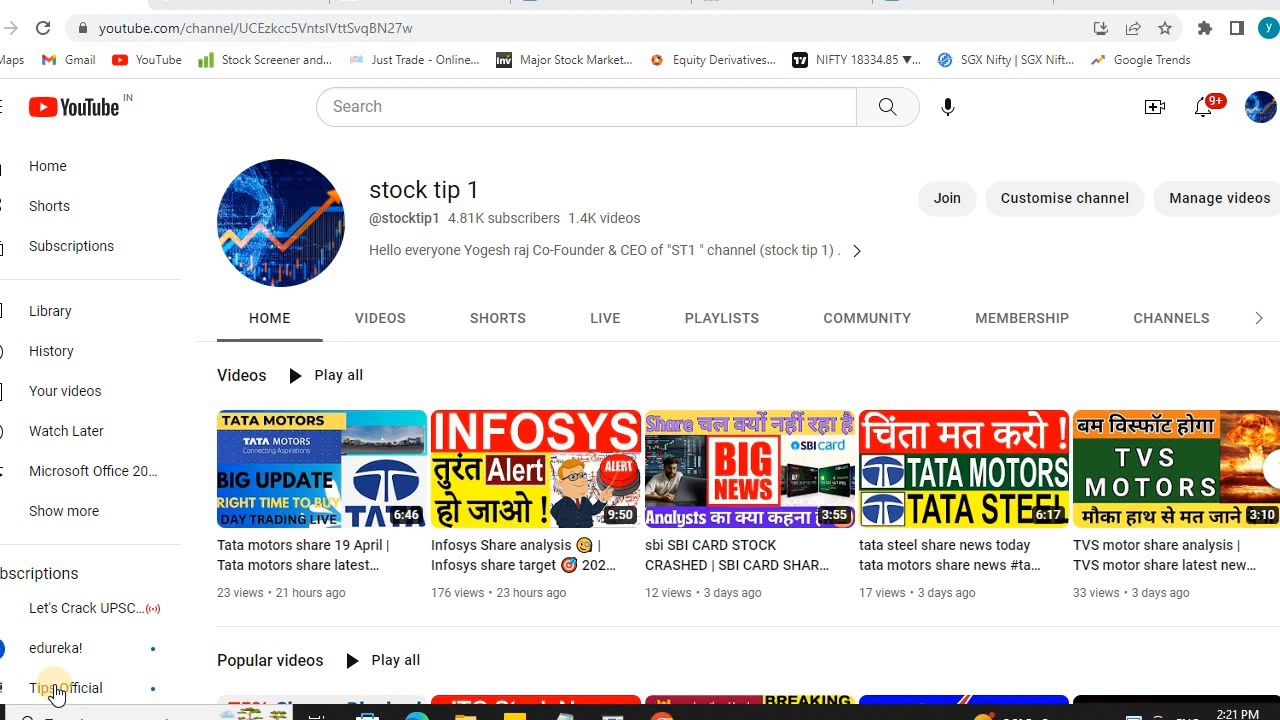 youtube.com/channel/UCEzkcc5VntsIVttSvqBN27w
Maps Gmail YouTube Stock Screener and... Just Trade - Online... Major Stock Market... Equity Derivatives... NIFTY 18334.85 ▼... SGX Nifty | SGX Nift... Google Trends
YouTube IN
Search
9+
y
Home
Shorts
Subscriptions
Library
History
Your videos
Watch Later
Microsoft Office 20...
Show more
bscriptions
Let's Crack UPSC...
edureka!
Tips Official
stock tip 1
@stocktip1 4.81K subscribers 1.4K videos
Hello everyone Yogesh raj Co-Founder & CEO of "ST1 " channel (stock tip 1) .
Join Customise channel Manage videos
HOME VIDEOS SHORTS LIVE PLAYLISTS COMMUNITY MEMBERSHIP CHANNELS
Videos Play all
TATA MOTORS
TATA MOTORS
Connecting Aspirations
BIG UPDATE
RIGHT TIME TO BUY
DAY TRADING LIVE
TATA
6:46
Tata motors share 19 April |
Tata motors share latest...
23 views • 21 hours ago
INFOSYS
तुरंत Alert
हो जाओ !
ALERT
9:50
Infosys Share analysis 🤕 |
Infosys share target 🎯 202...
176 views • 23 hours ago
Share चल क्यों नहीं रहा है
SBI card
BIG
NEWS
Analysts का क्या कहना
3:55
sbi SBI CARD STOCK
CRASHED | SBI CARD SHAR...
12 views • 3 days ago
चिंता मत करो !
TATA MOTORS
TATA STEEL
6:17
tata steel share news today
tata motors share news #ta...
17 views • 3 days ago
बम विस्फॉट होगा
TVS
MOTORS
मौका हाथ से मत जाने
3:10
TVS motor share analysis |
TVS motor share latest new...
33 views • 3 days ago
Popular videos Play all
BREAKING
2:21 PM